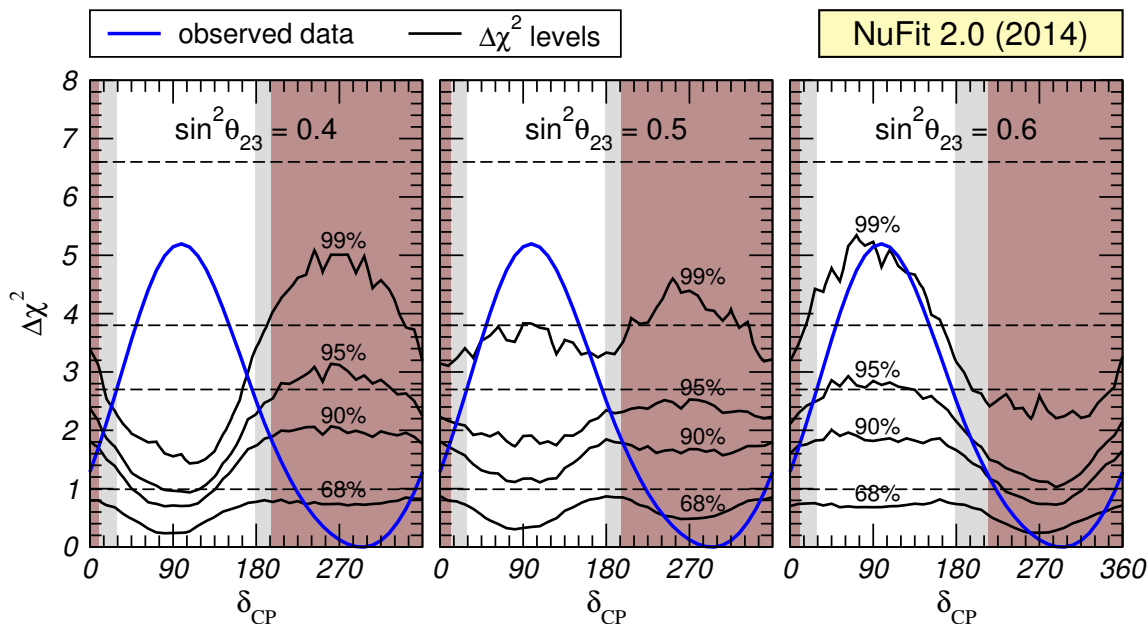 observed data
Δχ² levels
NuFit 2.0 (2014)
sin²θ₂₃ = 0.4
sin²θ₂₃ = 0.5
sin²θ₂₃ = 0.6
8
7
6
5
4
3
2
1
0
Δχ²
99%
95%
90%
68%
99%
95%
90%
68%
99%
95%
90%
68%
0 90 180 270
0 90 180 270
0 90 180 270 360
δCP
δCP
δCP